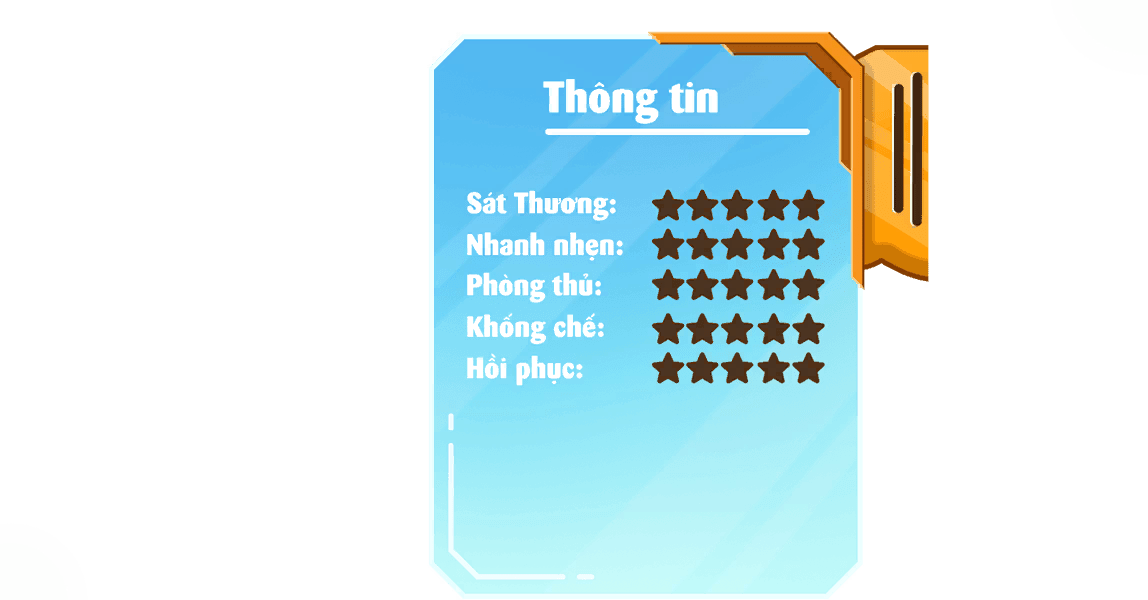 Thông tin
Sát Thương:
Nhanh nhẹn:
Phòng thủ:
Khống chế:
Hồi phục: